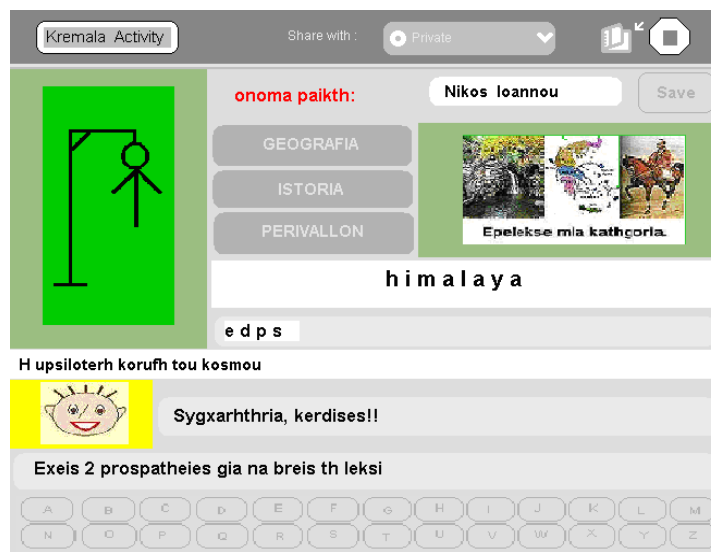 Kremala Activity
Share with :
Private
onoma paikth:
Nikos Ioannou
Save
GEOGRAFIA
ISTORIA
PERIVALLON
Epelekse mia kathgoria.
h i m a l a y a
e d p s
H upsiloterh korufh tou kosmou
Sygxarhthria, kerdises!!
Exeis 2 prospatheies gia na breis th leksi
A B C D E F G H I J K L M
N O P Q R S T U V W X Y Z